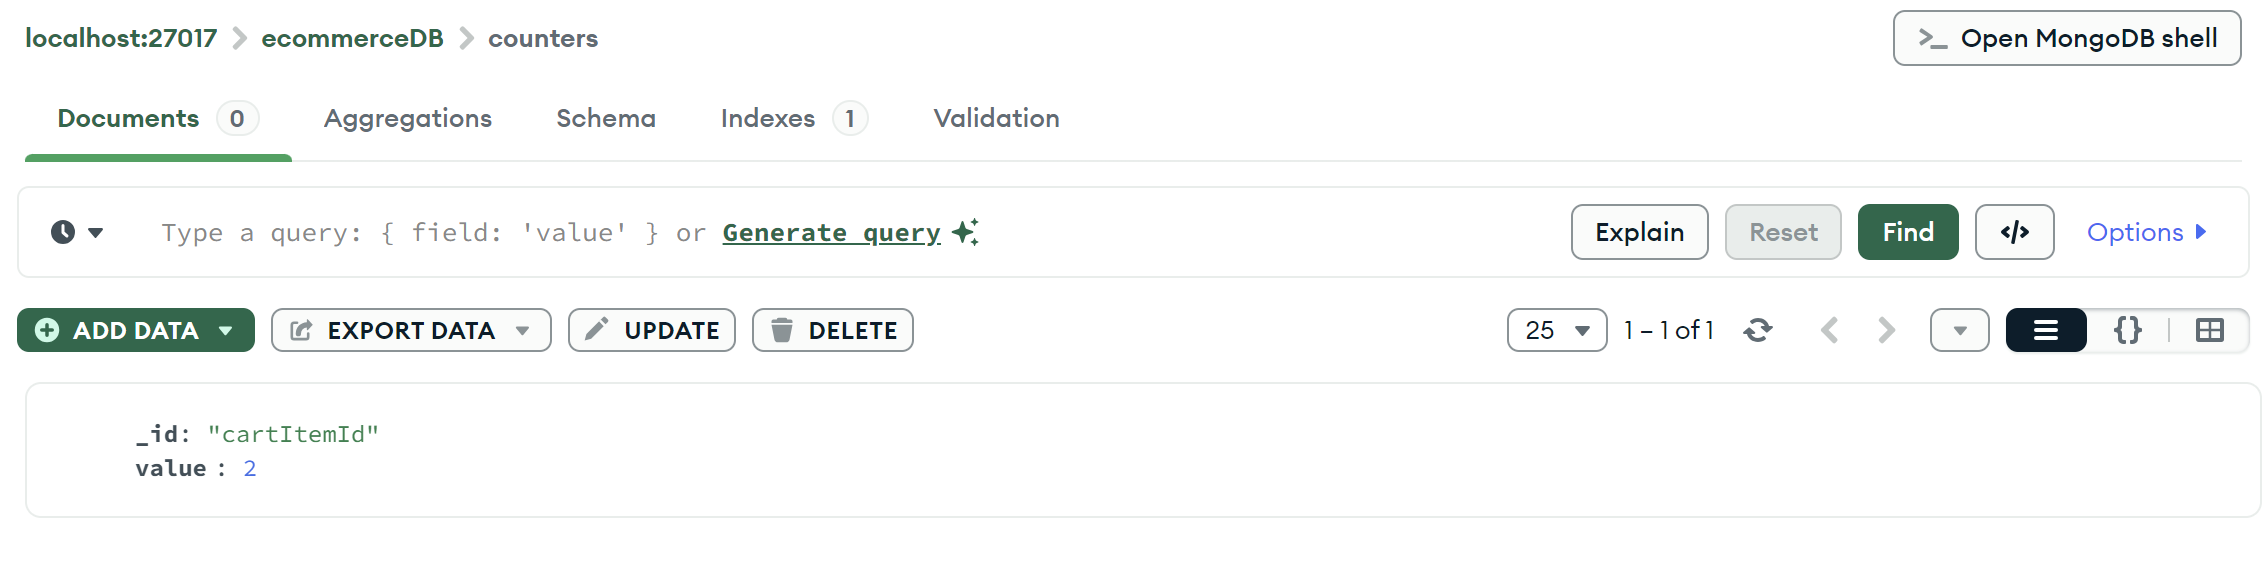 localhost:27017 > ecommerceDB > counters
>_ Open MongoDB shell
Documents 0 Aggregations Schema Indexes 1 Validation
Type a query: { field: 'value' } or Generate query
Explain Reset Find </> Options
ADD DATA EXPORT DATA UPDATE DELETE 25 1 – 1 of 1 {}
_id: "cartItemId"
value : 2